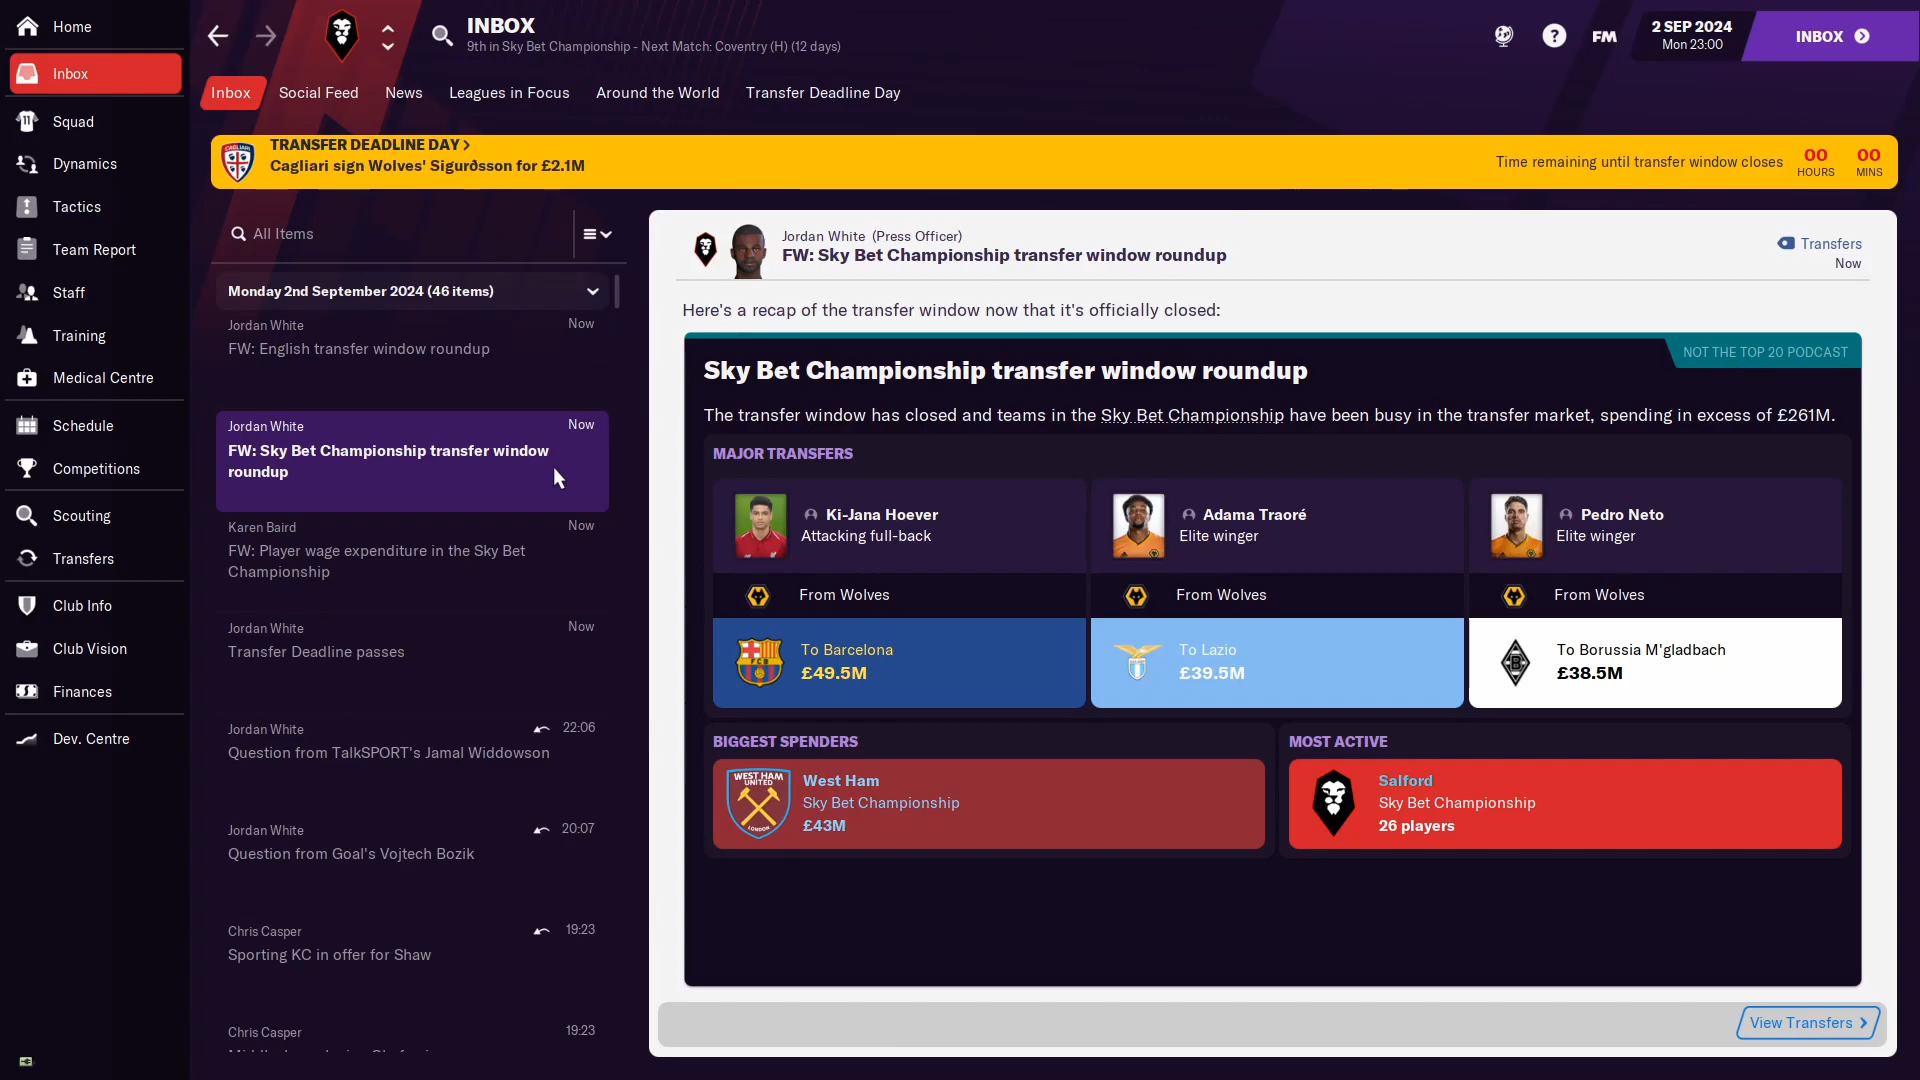 Home
Inbox
Squad
Dynamics
Tactics
Team Report
Staff
Training
Medical Centre
Schedule
Competitions
Scouting
Transfers
Club Info
Club Vision
Finances
Dev. Centre
INBOX
9th in Sky Bet Championship - Next Match: Coventry (H) (12 days)
FM
2 SEP 2024
Mon 23:00
INBOX
Inbox
Social Feed
News
Leagues in Focus
Around the World
Transfer Deadline Day
TRANSFER DEADLINE DAY >
Cagliari sign Wolves' Sigurðsson for £2.1M
Time remaining until transfer window closes
00 HOURS
00 MINS
All Items
Monday 2nd September 2024 (46 items)
Jordan White Now
FW: English transfer window roundup
Jordan White Now
FW: Sky Bet Championship transfer window
roundup
Karen Baird Now
FW: Player wage expenditure in the Sky Bet
Championship
Jordan White Now
Transfer Deadline passes
Jordan White 22:06
Question from TalkSPORT's Jamal Widdowson
Jordan White 20:07
Question from Goal's Vojtech Bozik
Chris Casper 19:23
Sporting KC in offer for Shaw
Chris Casper 19:23
Jordan White (Press Officer)
FW: Sky Bet Championship transfer window roundup
Transfers
Now
Here's a recap of the transfer window now that it's officially closed:
NOT THE TOP 20 PODCAST
Sky Bet Championship transfer window roundup
The transfer window has closed and teams in the Sky Bet Championship have been busy in the transfer market, spending in excess of £261M.
MAJOR TRANSFERS
Ki-Jana Hoever
Attacking full-back
From Wolves
To Barcelona
£49.5M
Adama Traoré
Elite winger
From Wolves
To Lazio
£39.5M
Pedro Neto
Elite winger
From Wolves
To Borussia M'gladbach
£38.5M
BIGGEST SPENDERS
WEST HAM
UNITED
LONDON
West Ham
Sky Bet Championship
£43M
MOST ACTIVE
Salford
Sky Bet Championship
26 players
View Transfers >